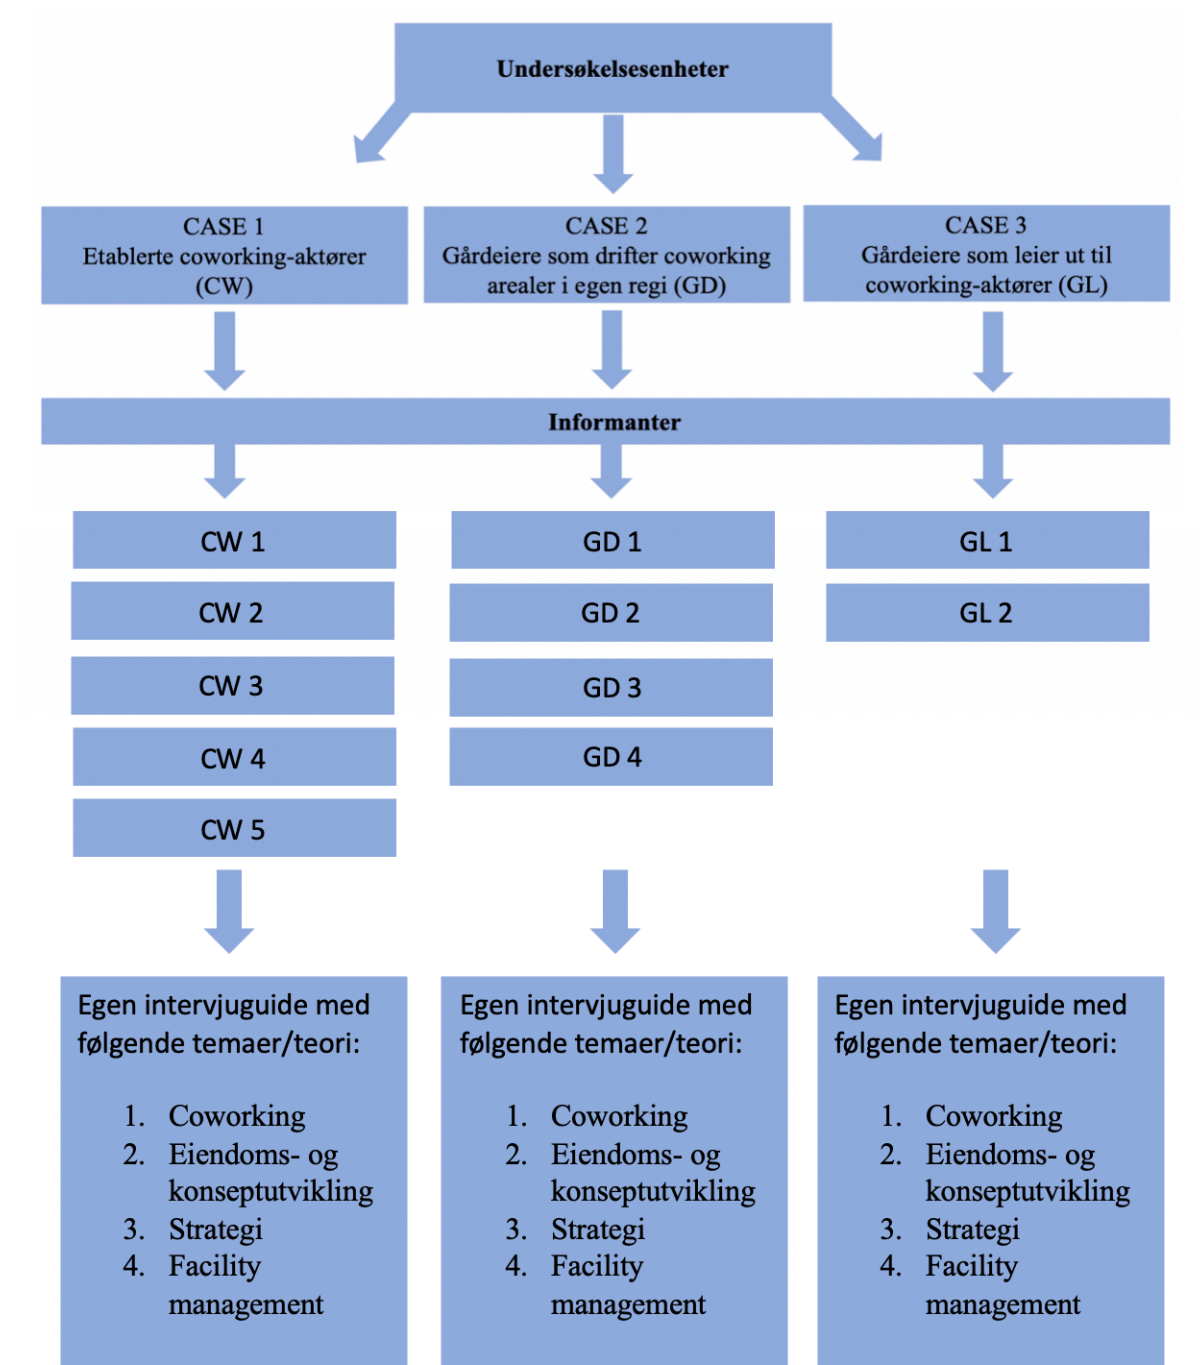 Undersøkelsesenheter
CASE 1
Etablerte coworking-aktører
(CW)
CASE 2
Gårdeiere som drifter coworking
arealer i egen regi (GD)
CASE 3
Gårdeiere som leier ut til
coworking-aktører (GL)
Informanter
CW 1
CW 2
CW 3
CW 4
CW 5
GD 1
GD 2
GD 3
GD 4
GL 1
GL 2
Egen intervjuguide med
følgende temaer/teori:
1. Coworking
2. Eiendoms- og
konseptutvikling
3. Strategi
4. Facility
management
Egen intervjuguide med
følgende temaer/teori:
1. Coworking
2. Eiendoms- og
konseptutvikling
3. Strategi
4. Facility
management
Egen intervjuguide med
følgende temaer/teori:
1. Coworking
2. Eiendoms- og
konseptutvikling
3. Strategi
4. Facility
management